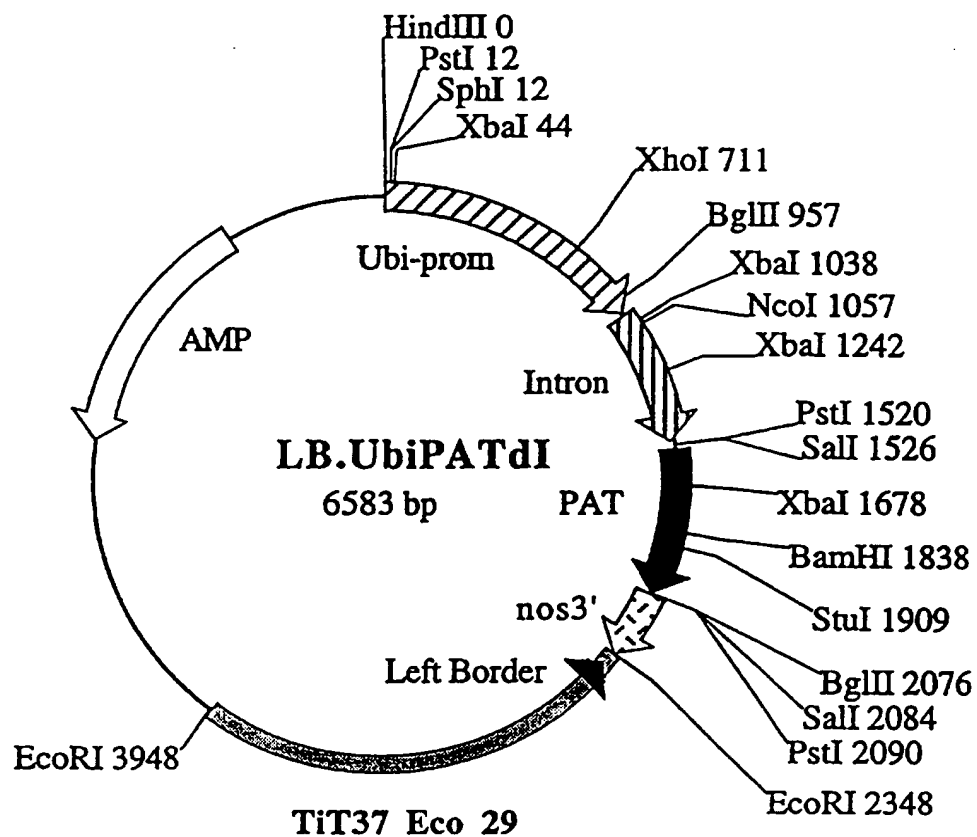 HindIII 0
PstI 12
SphI 12
XbaI 44
XhoI 711
BglII 957
XbaI 1038
NcoI 1057
XbaI 1242
PstI 1520
SalI 1526
XbaI 1678
BamHI 1838
StuI 1909
BglII 2076
SalI 2084
PstI 2090
EcoRI 2348
EcoRI 3948
Ubi-prom
AMP
Intron
LB.UbiPATdI
6583 bp
PAT
nos3'
Left Border
TiT37 Eco 29